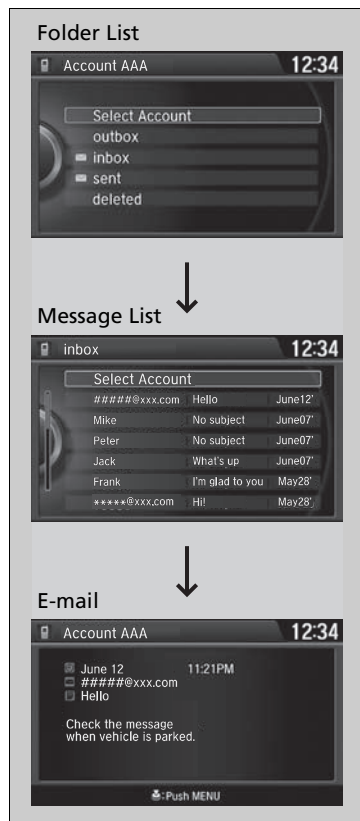 Folder List
Account AAA 12:34
Select Account
outbox
inbox
sent
deleted
Message List
inbox 12:34
Select Account
#####@xxx.com Hello June12'
Mike No subject June07'
Peter No subject June07'
Jack What's up June07'
Frank I'm glad to you May28'
*****@xxx.com Hi! May28'
E-mail
Account AAA 12:34
June 12 11:21PM
#####@xxx.com
Hello
Check the message
when vehicle is parked.
:Push MENU